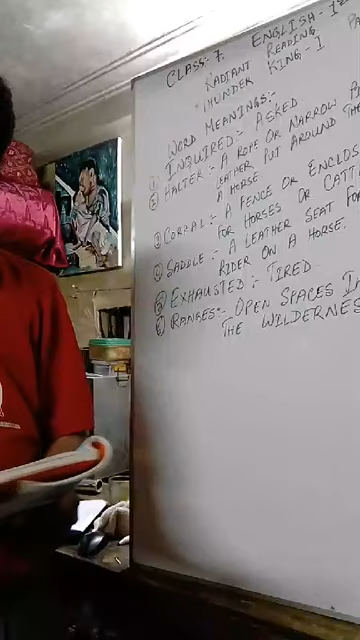 CLASS:- 7. ENGLISH-
RADIANT READING
THUNDER KING-1
WORD MEANINGS:-
① INQUIRED:- ASKED
② HALTER:- A ROPE OR NARROW
LEATHER PUT AROUND THE
A HORSE.
③ CORRAL:- A FENCE OR ENCLOS
FOR HORSES OR CATT
④ SADDLE:- A LEATHER SEAT FOR
RIDER ON A HORSE.
⑤ EXHAUSTED:- TIRED
⑥ RANGES:- OPEN SPACES IN
THE WILDERNES